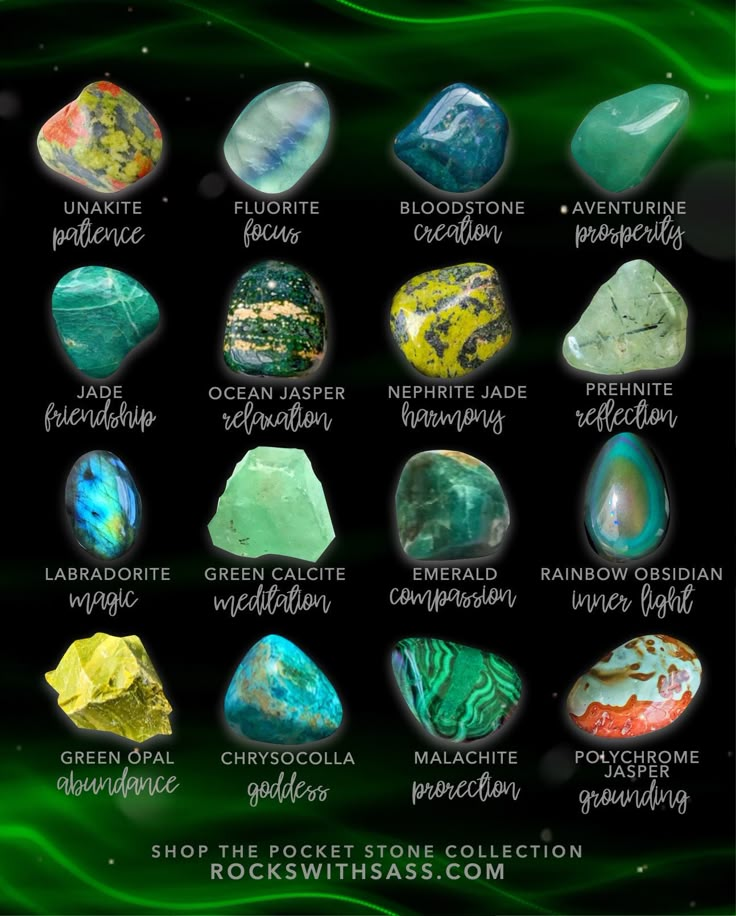 UNAKITE FLUORITE BLOODSTONE AVENTURINE
patience focus creation prosperity
JADE OCEAN JASPER NEPHRITE JADE PREHNITE
friendship relaxation harmony reflection
LABRADORITE GREEN CALCITE EMERALD RAINBOW OBSIDIAN
magic meditation compassion inner light
GREEN OPAL CHRYSOCOLLA MALACHITE POLYCHROME
JASPER
abundance goddess prorection grounding
SHOP THE POCKET STONE COLLECTION
ROCKSWITHSASS.COM